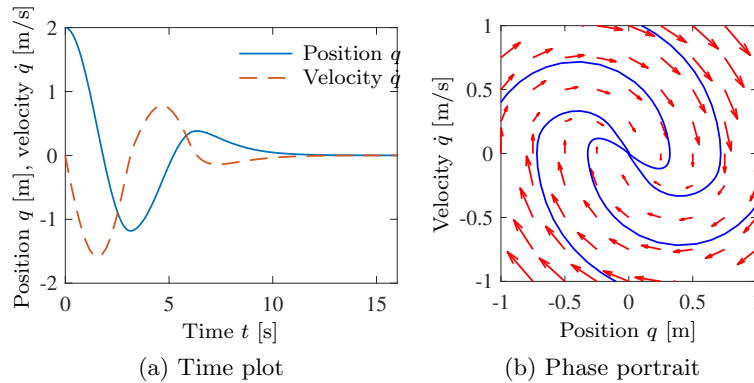 Position q [m], velocity q̇ [m/s]
2
1
0
-1
-2
Position q
Velocity q̇
0
5
10
15
Time t [s]
(a) Time plot
Velocity q̇ [m/s]
1
0.5
0
-0.5
-1
-1
-0.5
0
0.5
Position q [m]
(b) Phase portrait